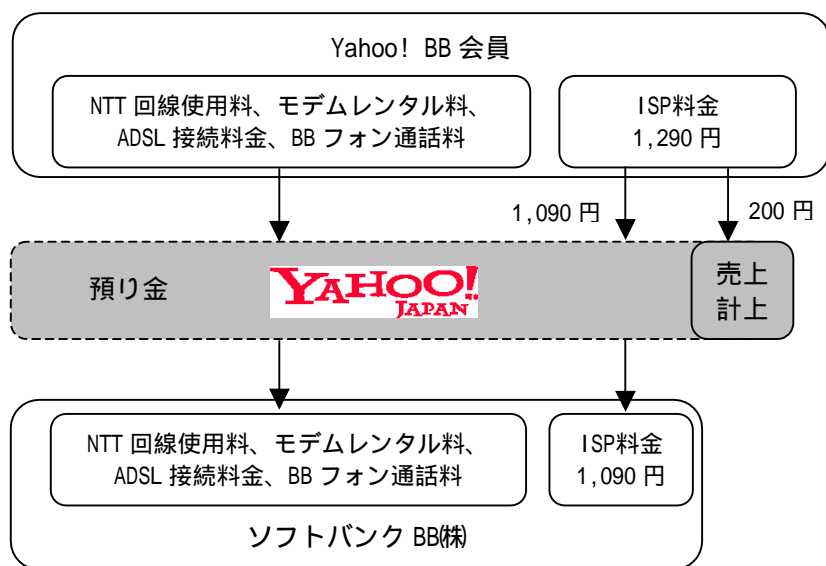 Yahoo! BB 会員
NTT 回線使用料、モデムレンタル料、
ADSL 接続料金、BB フォン通話料
ISP料金
1,290 円
1,090 円
200 円
預り金
YAHOO!
JAPAN
売上
計上
NTT 回線使用料、モデムレンタル料、
ADSL 接続料金、BB フォン通話料
ISP料金
1,090 円
ソフトバンク BB㈱